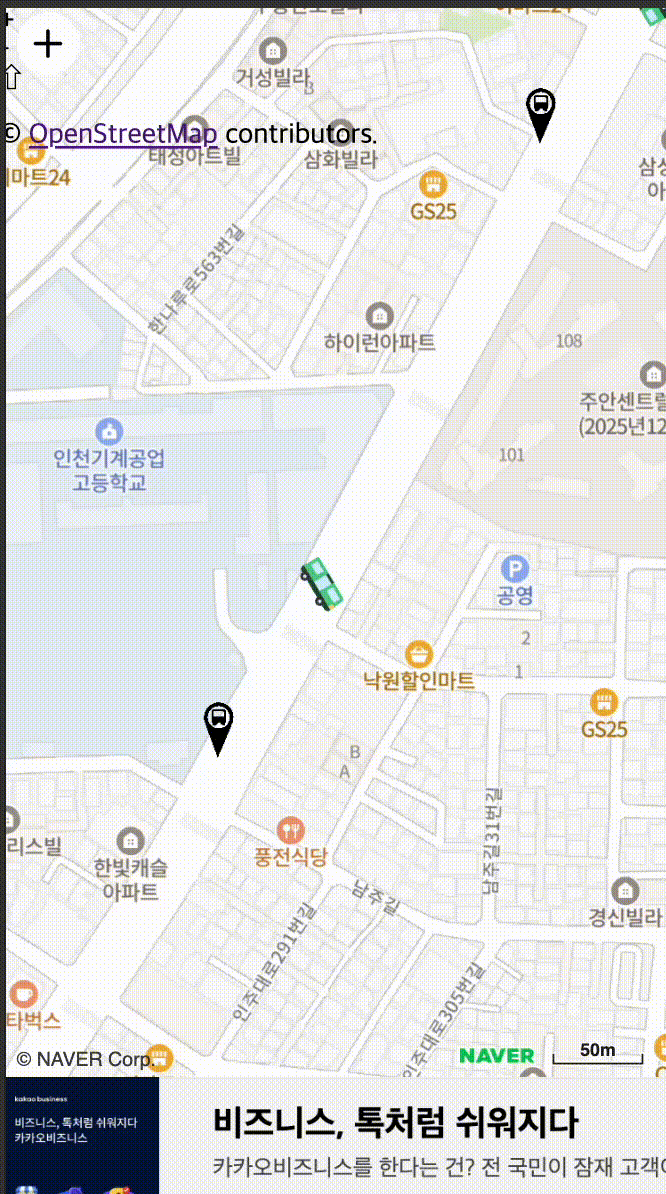 이마트24
거성빌라
B
© OpenStreetMap contributors.
태성아트빌
삼화빌라
마트24
GS25
한나루로563번길
하이런아파트
108
주안센트럴
(2025년12
인천기계공업
고등학교
101
공영
2
1
낙원할인마트
GS25
B
A
남주길31번길
리스빌
한빛캐슬
아파트
풍전식당
남주길
경신빌라
인주대로291번길
인주대로305번길
타벅스
© NAVER Corp.
NAVER
50m
kakao business
비즈니스, 톡처럼 쉬워지다
카카오비즈니스
비즈니스, 톡처럼 쉬워지다
카카오비즈니스를 한다는 건? 전 국민이 잠재 고객이